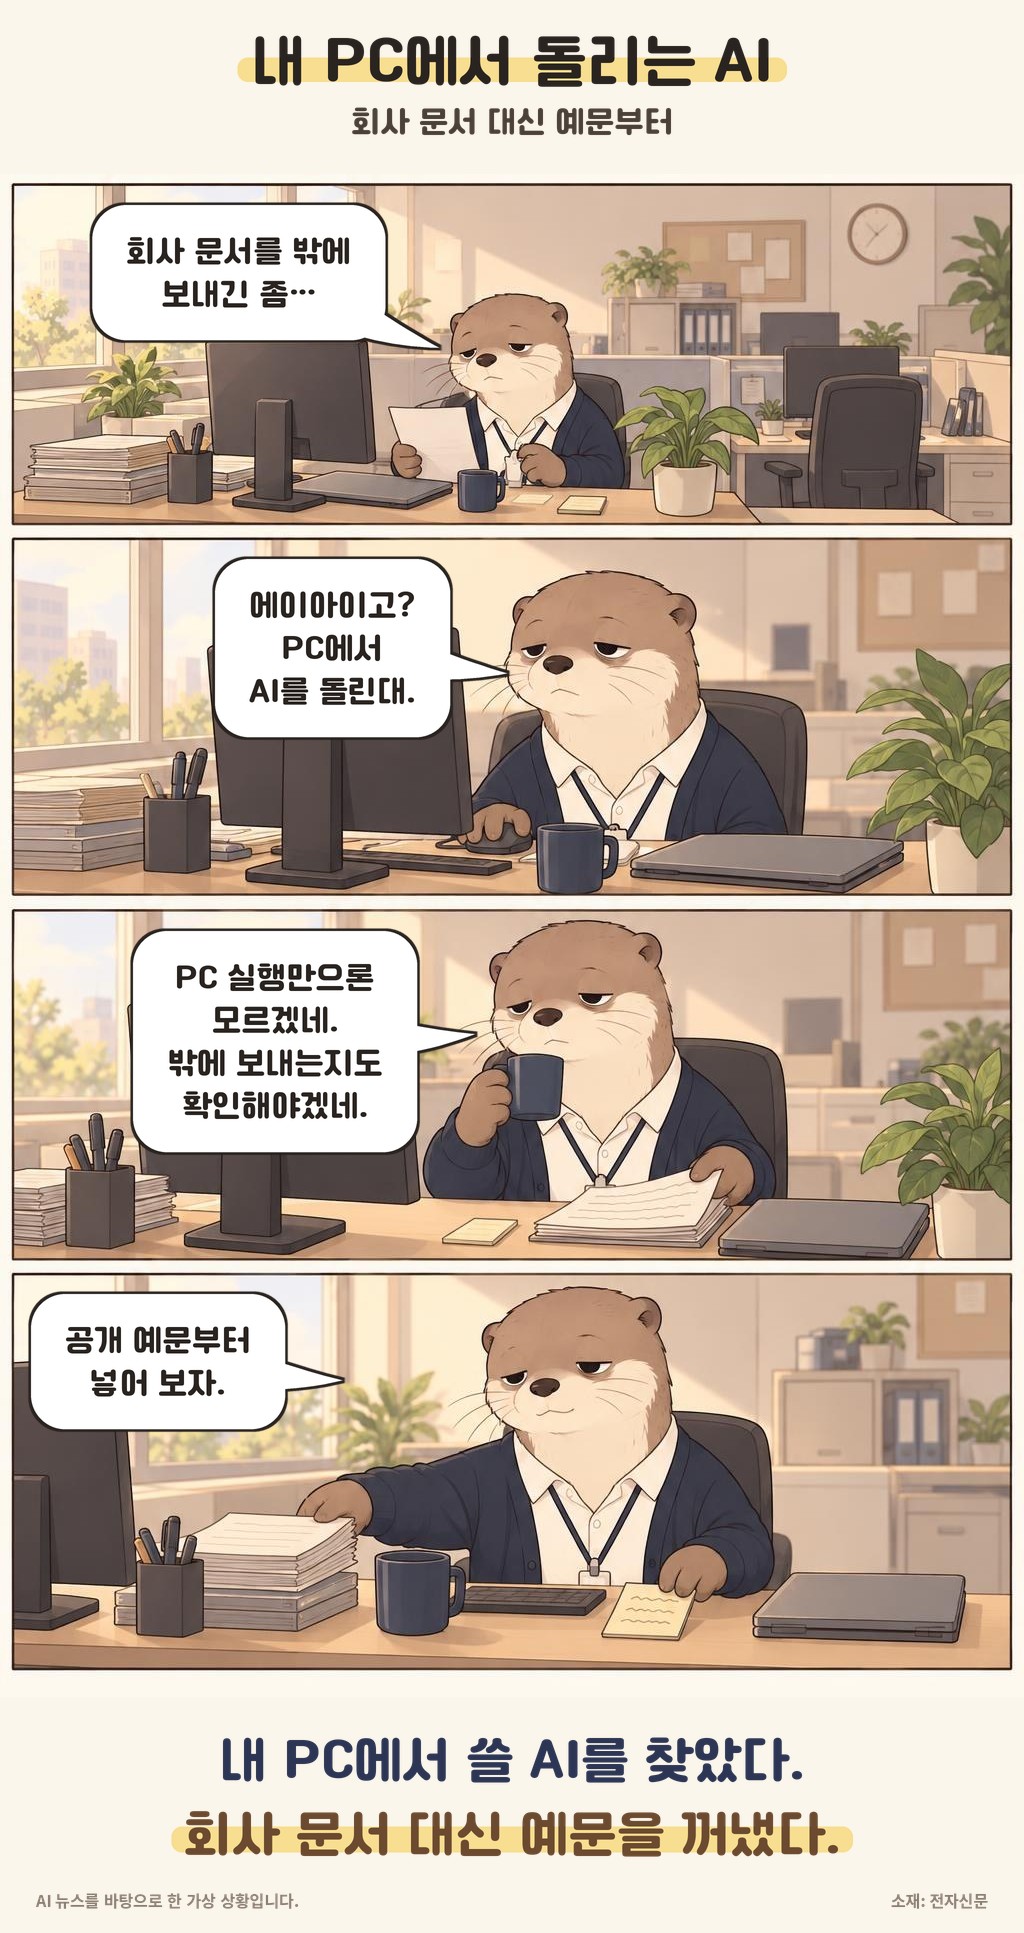 내 PC에서 돌리는 AI
회사 문서 대신 예문부터
회사 문서를 밖에
보내긴 좀…
에이아이고?
PC에서
AI를 돌린대.
PC 실행만으론
모르겠네.
밖에 보내는지도
확인해야겠네.
공개 예문부터
넣어 보자.
내 PC에서 쓸 AI를 찾았다.
회사 문서 대신 예문을 꺼냈다.
AI 뉴스를 바탕으로 한 가상 상황입니다.
소재: 전자신문